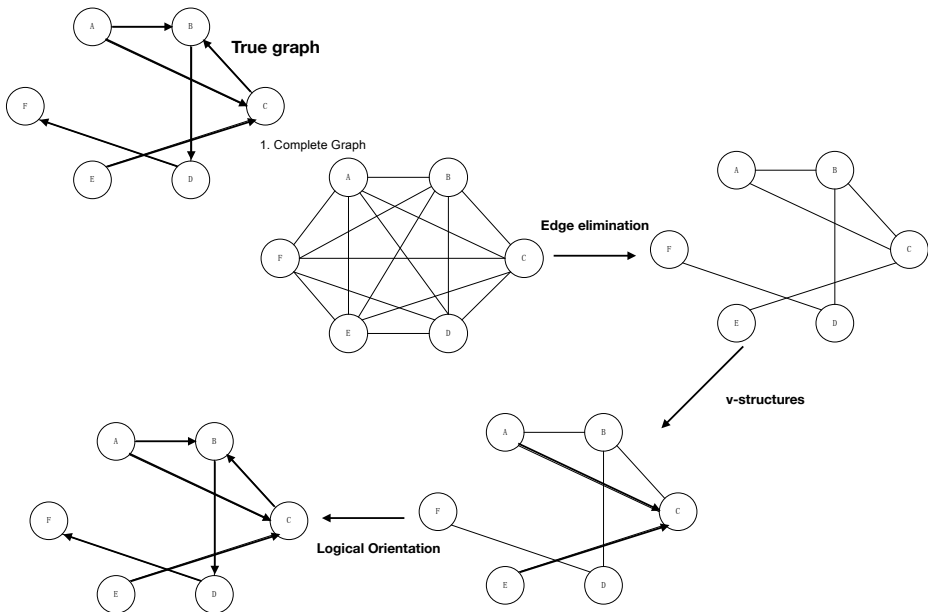 A
B
True graph
F
C
E
D
1. Complete Graph
A
B
F
C
E
D
Edge elimination
A
B
F
C
E
D
v-structures
A
B
F
C
E
D
Logical Orientation
A
B
F
C
E
D